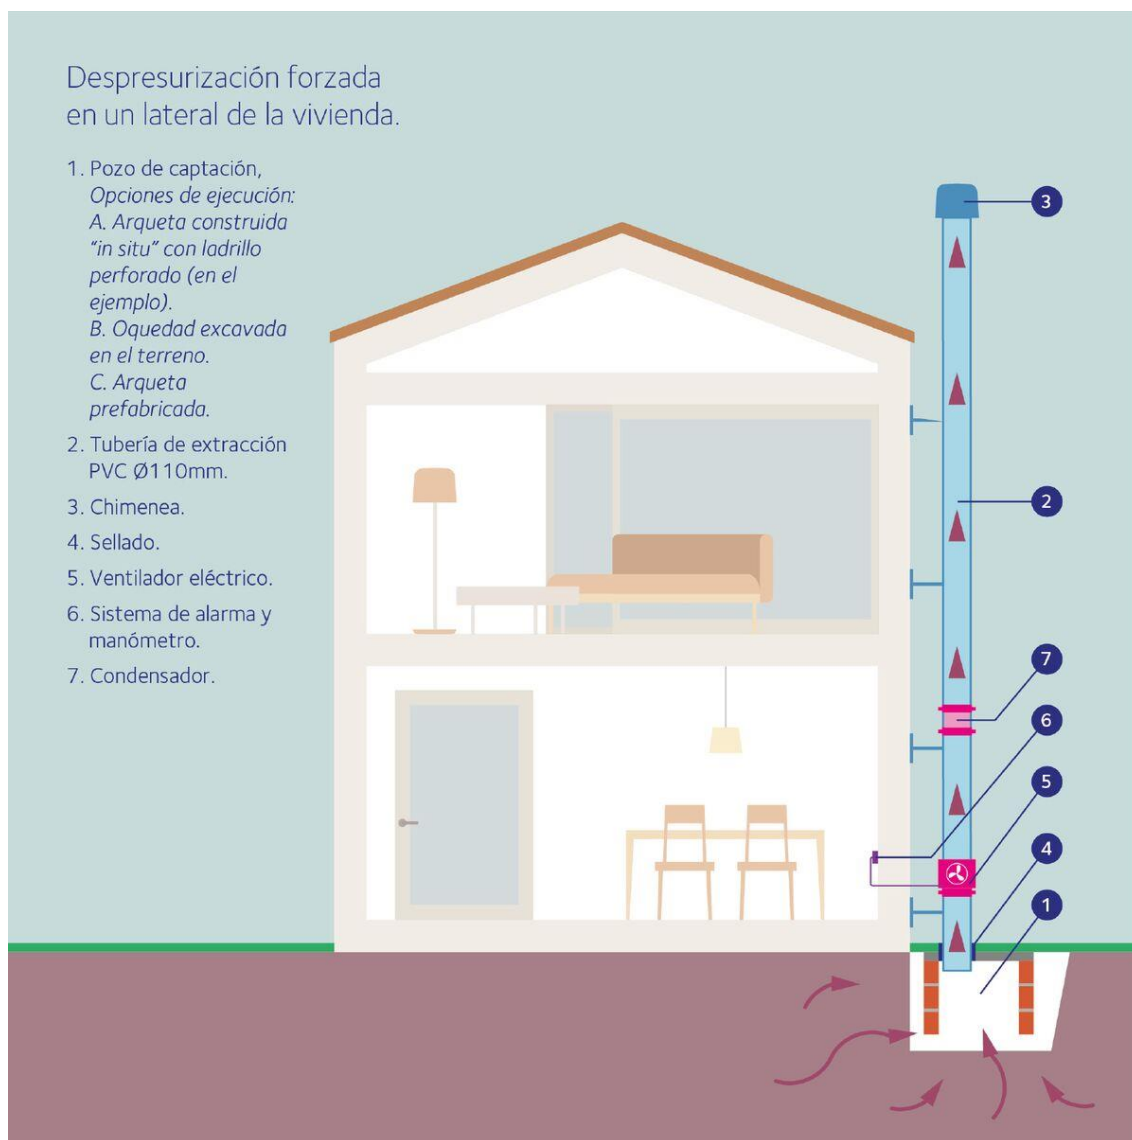 Despresurización forzada
en un lateral de la vivienda.
1. Pozo de captación,
Opciones de ejecución:
A. Arqueta construida
“in situ” con ladrillo
perforado (en el
ejemplo).
B. Oquedad excavada
en el terreno.
C. Arqueta
prefabricada.
2. Tubería de extracción
PVC Ø110mm.
3. Chimenea.
4. Sellado.
5. Ventilador eléctrico.
6. Sistema de alarma y
manómetro.
7. Condensador.
3
2
7
6
5
4
1